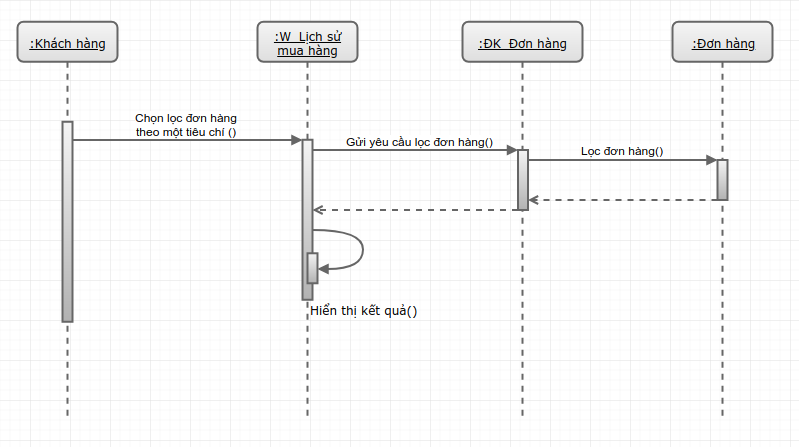 :Khách hàng
:W_Lịch sử
mua hàng
:ĐK_Đơn hàng
:Đơn hàng
Chọn lọc đơn hàng
theo một tiêu chí ()
Gửi yêu cầu lọc đơn hàng()
Lọc đơn hàng()
Hiển thị kết quả()